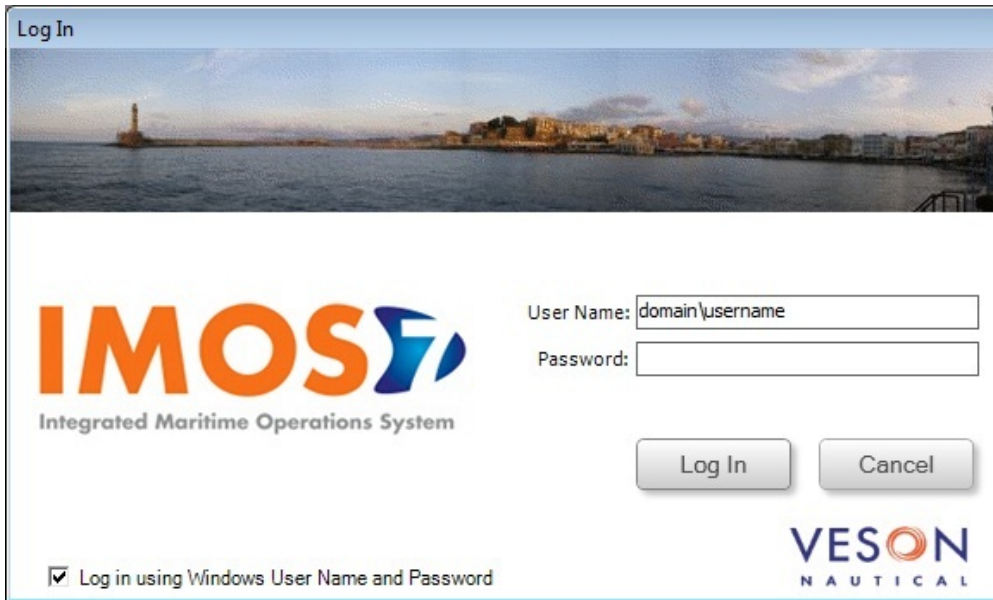 Log In
IMOS7
Integrated Maritime Operations System
User Name: domain\username
Password:
Log In
Cancel
VESON
NAUTICAL
Log in using Windows User Name and Password